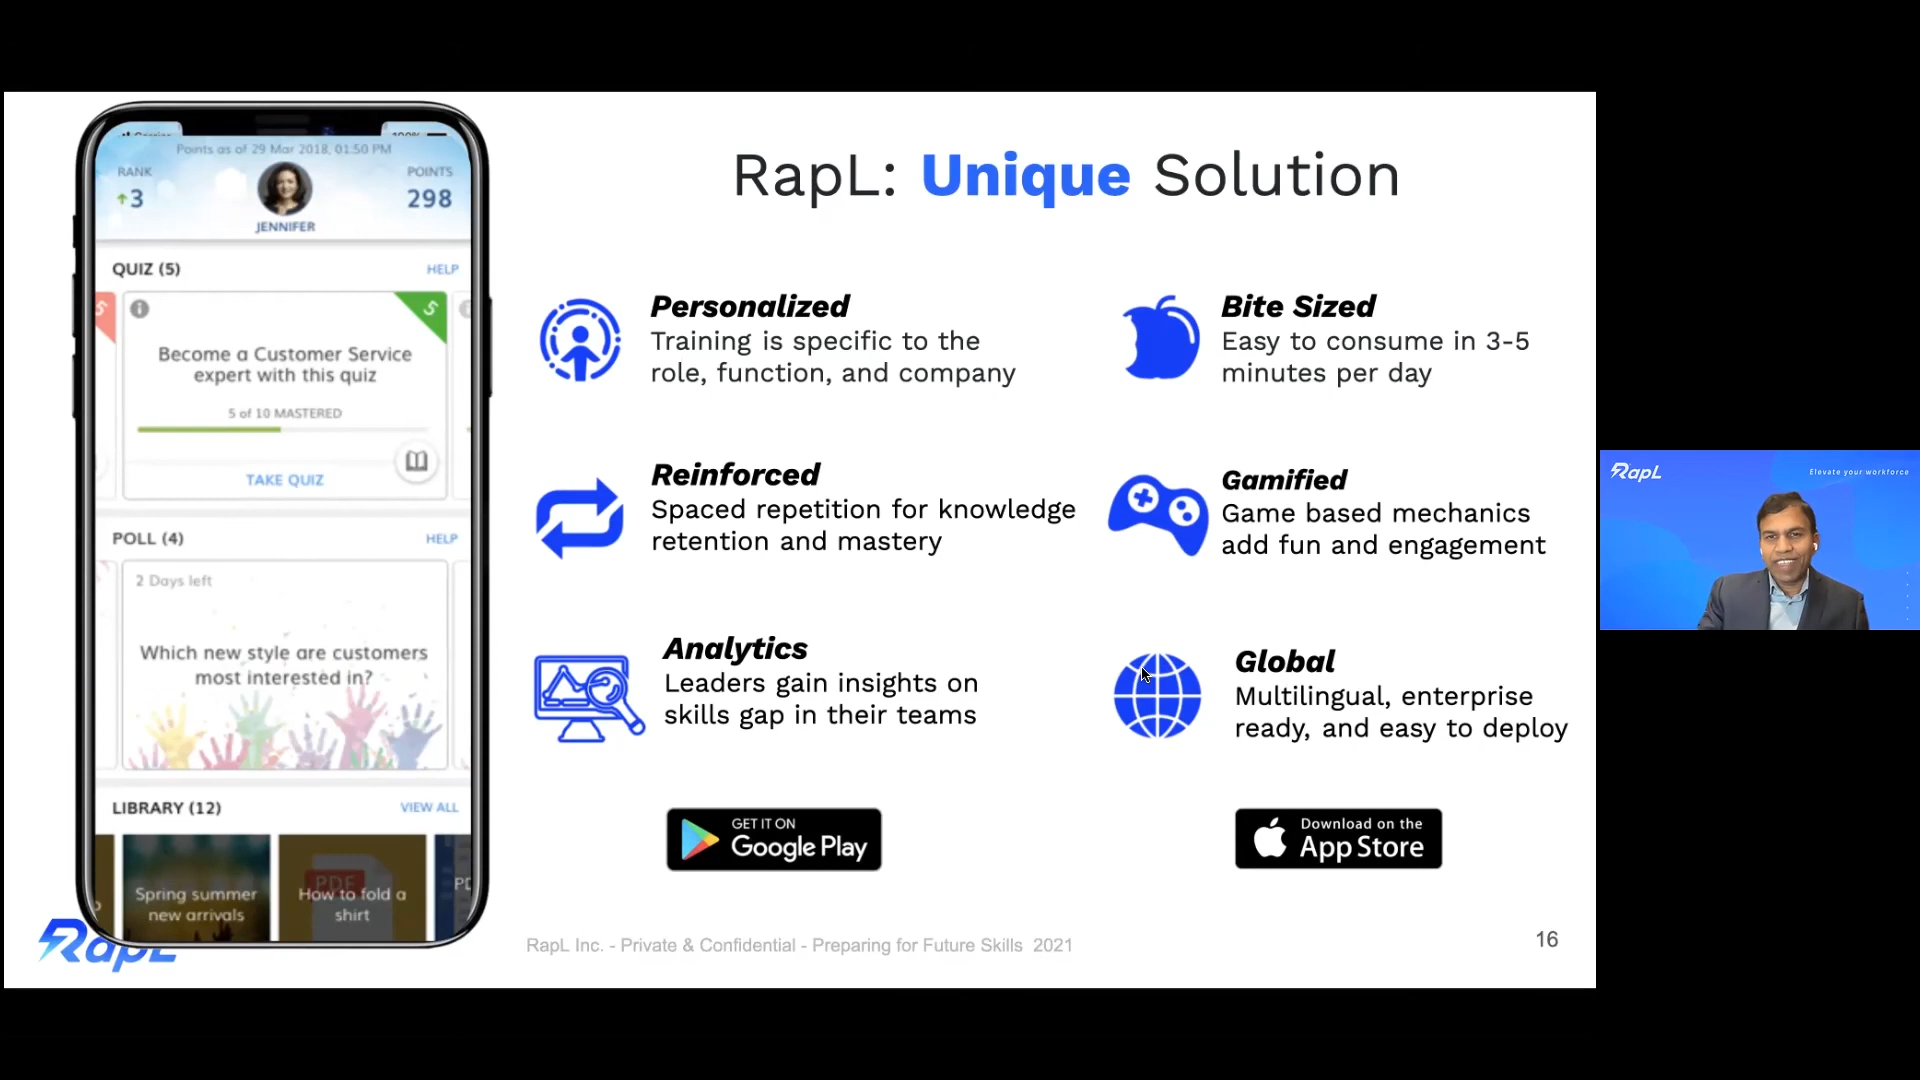 Points as of 29 Mar 2018, 01:50 PM
RANK
3
POINTS
298
JENNIFER
QUIZ (5)
HELP
5
Become a Customer Service
expert with this quiz
5 of 10 MASTERED
TAKE QUIZ
POLL (4)
HELP
2 Days left
Which new style are customers
most interested in?
LIBRARY (12)
VIEW ALL
Spring summer
new arrivals
PDF
How to fold a
shirt
RapL
RapL: Unique Solution
Personalized
Training is specific to the
role, function, and company
Bite Sized
Easy to consume in 3-5
minutes per day
Reinforced
Spaced repetition for knowledge
retention and mastery
Gamified
Game based mechanics
add fun and engagement
Analytics
Leaders gain insights on
skills gap in their teams
Global
Multilingual, enterprise
ready, and easy to deploy
GET IT ON
Google Play
Download on the
App Store
RapL Inc. - Private & Confidential - Preparing for Future Skills 2021
16
RapL
Elevate your workforce